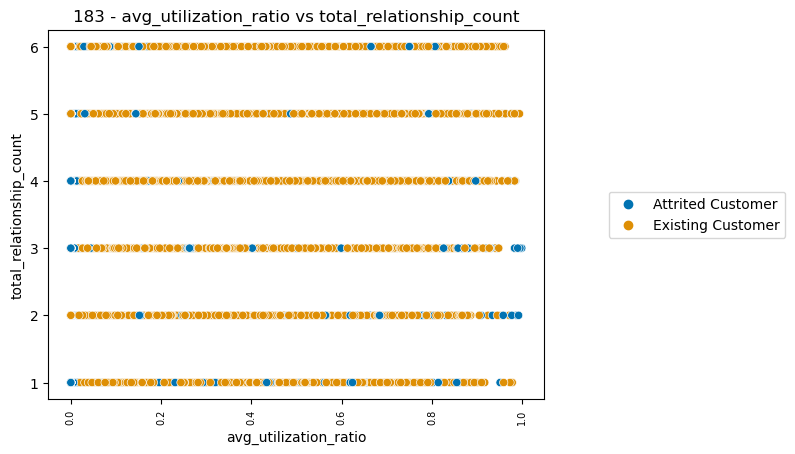 183 - avg_utilization_ratio vs total_relationship_count
total_relationship_count
6
5
4
3
2
1
0.0
0.2
0.4
0.6
0.8
1.0
avg_utilization_ratio
Attrited Customer
Existing Customer